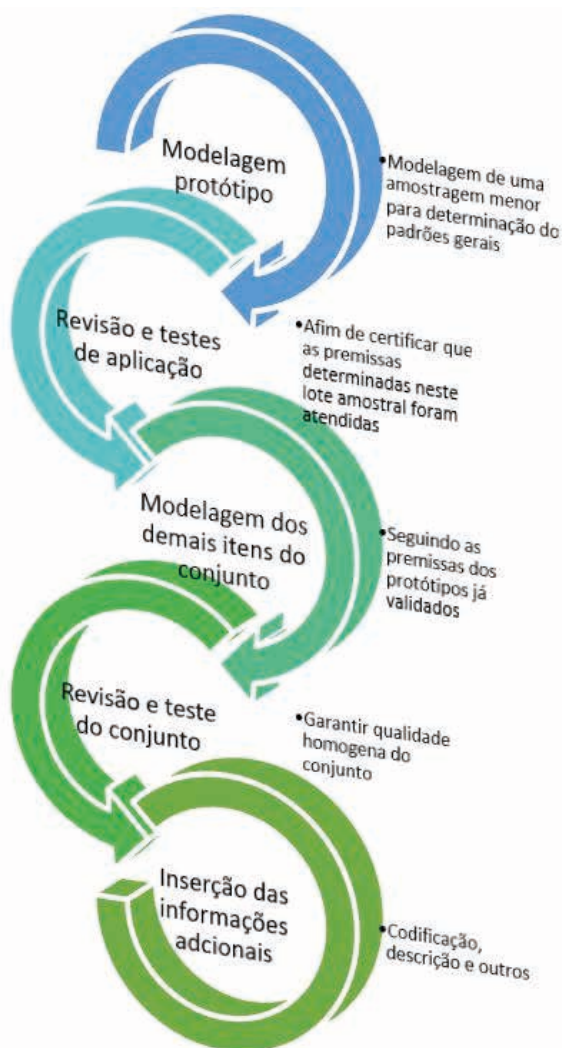 Modelagem
protótipo
•Modelagem de uma
amostragem menor
para determinação do
padrões gerais
Revisão e testes
de aplicação
•Afim de certificar que
as premissas
determinadas neste
lote amostral foram
atendidas
Modelagem dos
demais itens do
conjunto
•Seguindo as
premissas dos
protótipos já
validados
Revisão e teste
do conjunto
•Garantir qualidade
homogena do
conjunto
Inserção das
informações
adcionais
•Codificação,
descrição e outros